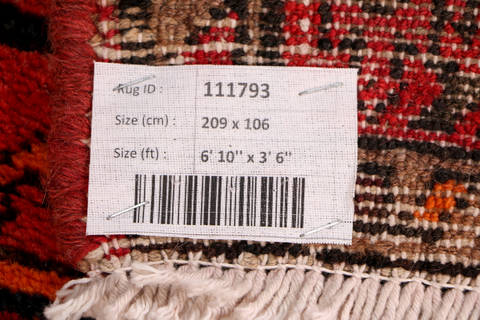 Rug ID : 111793
Size (cm) : 209 x 106
Size (ft) : 6' 10'' x 3' 6''